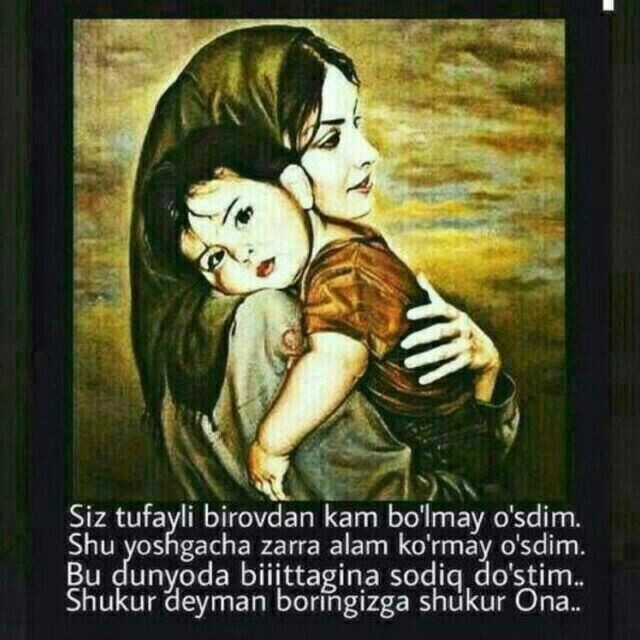 Siz tufayli birovdan kam bo'lmay o'sdim.
Shu yoshgacha zarra alam ko'rmay o'sdim.
Bu dunyoda biiittagina sodiq do'stim..
Shukur deyman boringizga shukur Ona..